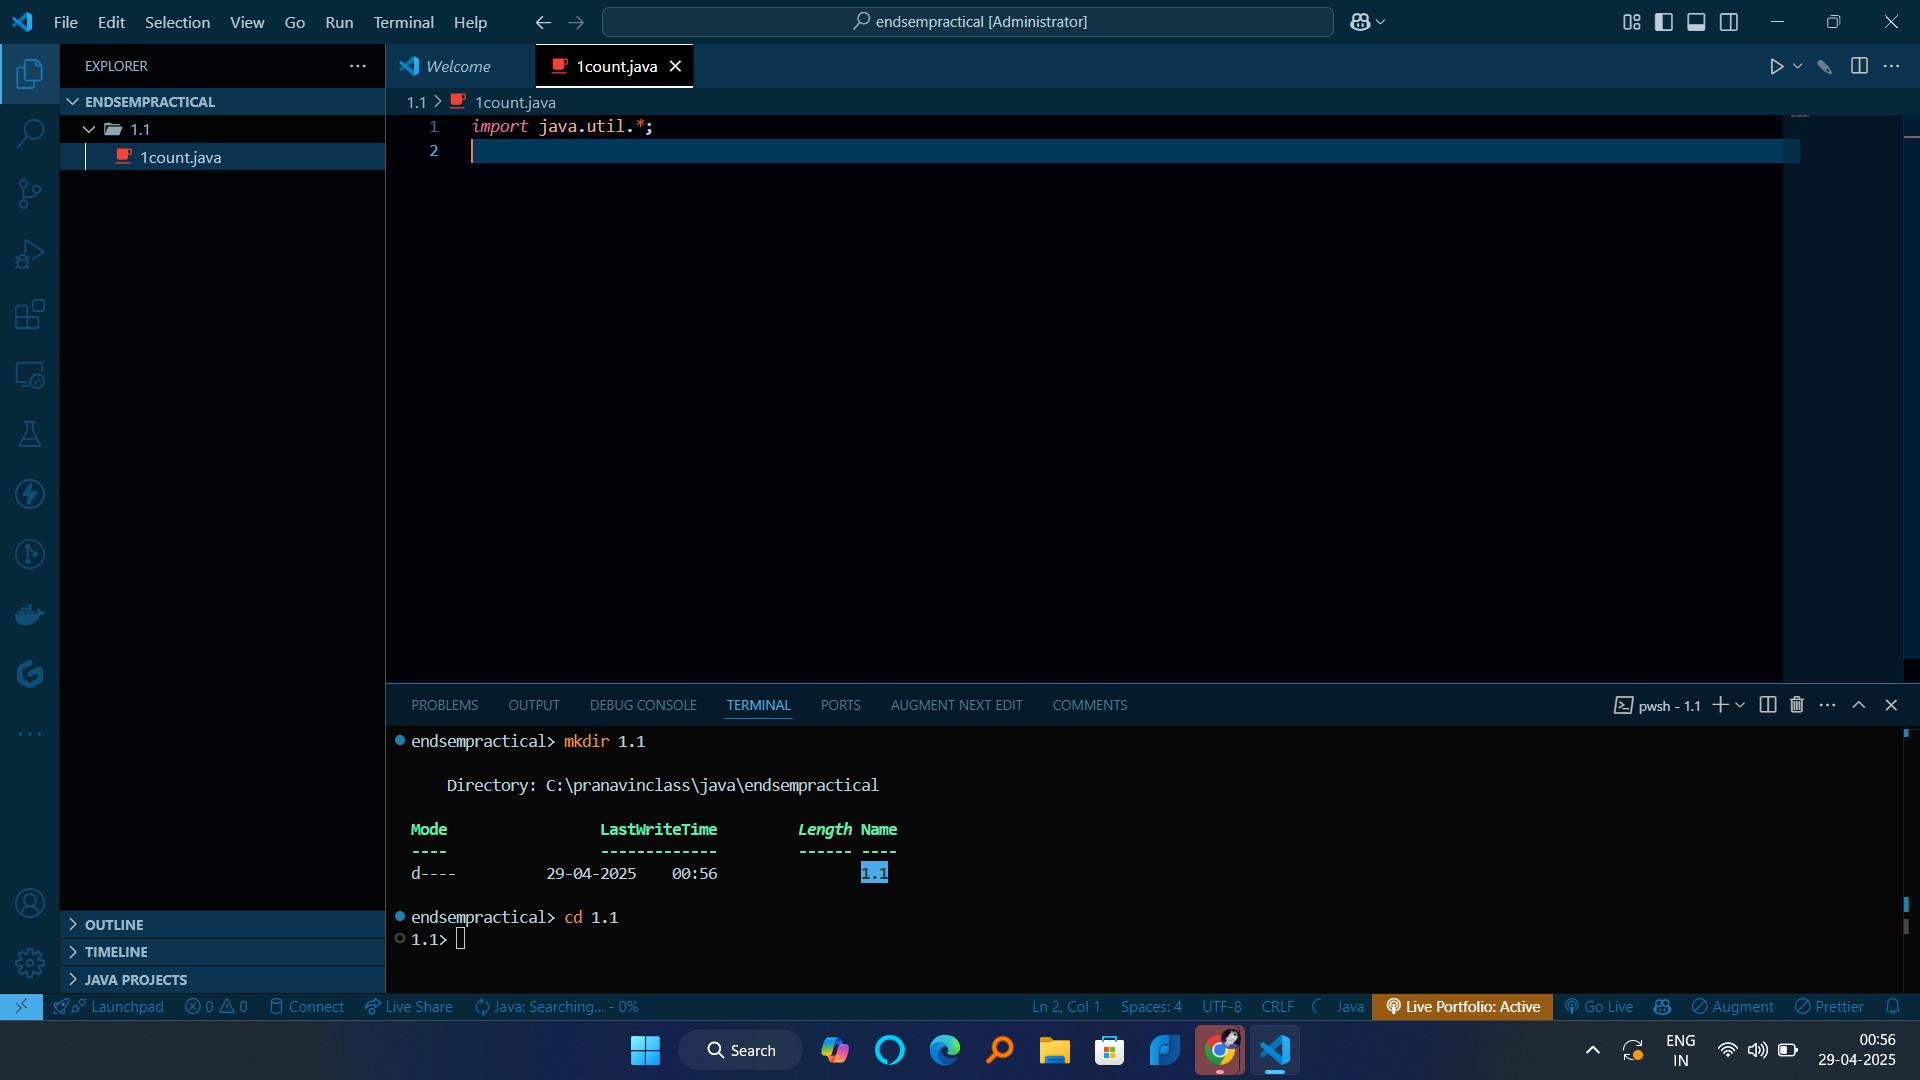 File Edit Selection View Go Run Terminal Help
endsempractical [Administrator]
EXPLORER
ENDSEMPRACTICAL
1.1
1count.java
OUTLINE
TIMELINE
JAVA PROJECTS
Welcome 1count.java
1.1 > 1count.java
1 import java.util.*;
2
PROBLEMS OUTPUT DEBUG CONSOLE TERMINAL PORTS AUGMENT NEXT EDIT COMMENTS
pwsh - 1.1
endsempractical> mkdir 1.1
Directory: C:\pranavinclass\java\endsempractical
Mode LastWriteTime Length Name
---- ------------- ------ ----
d---- 29-04-2025 00:56 1.1
endsempractical> cd 1.1
1.1>
Launchpad 0 0 Connect Live Share Java: Searching... - 0% Ln 2, Col 1 Spaces: 4 UTF-8 CRLF Java Live Portfolio: Active Go Live Augment Prettier
Search
ENG
IN
00:56
29-04-2025